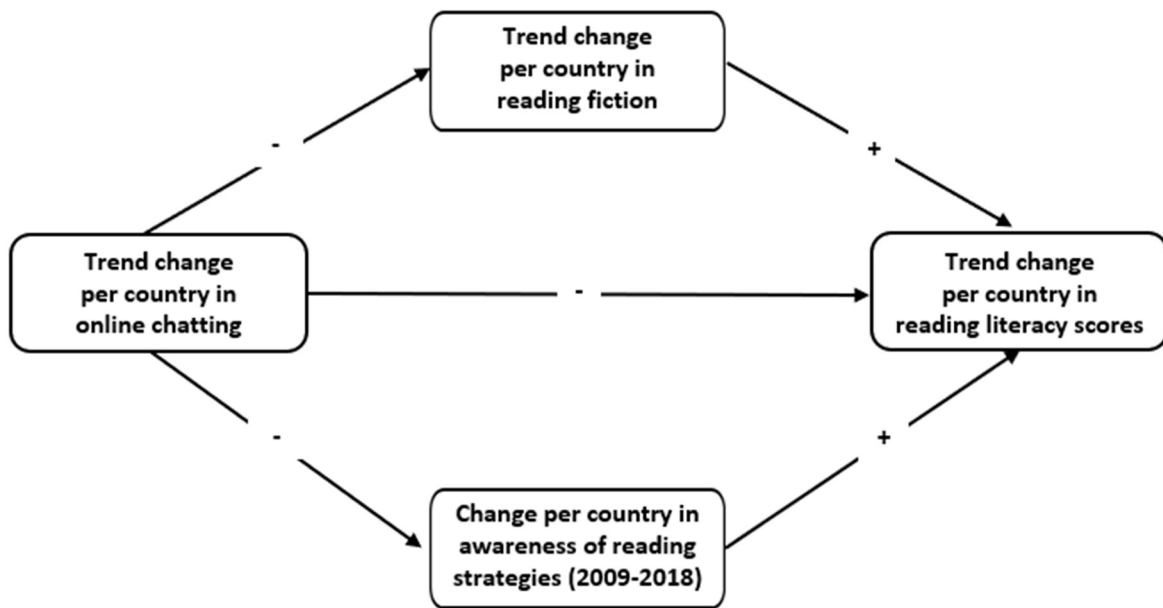 Trend change
per country in
reading fiction
-
+
Trend change
per country in
online chatting
-
Trend change
per country in
reading literacy scores
-
+
Change per country in
awareness of reading
strategies (2009-2018)